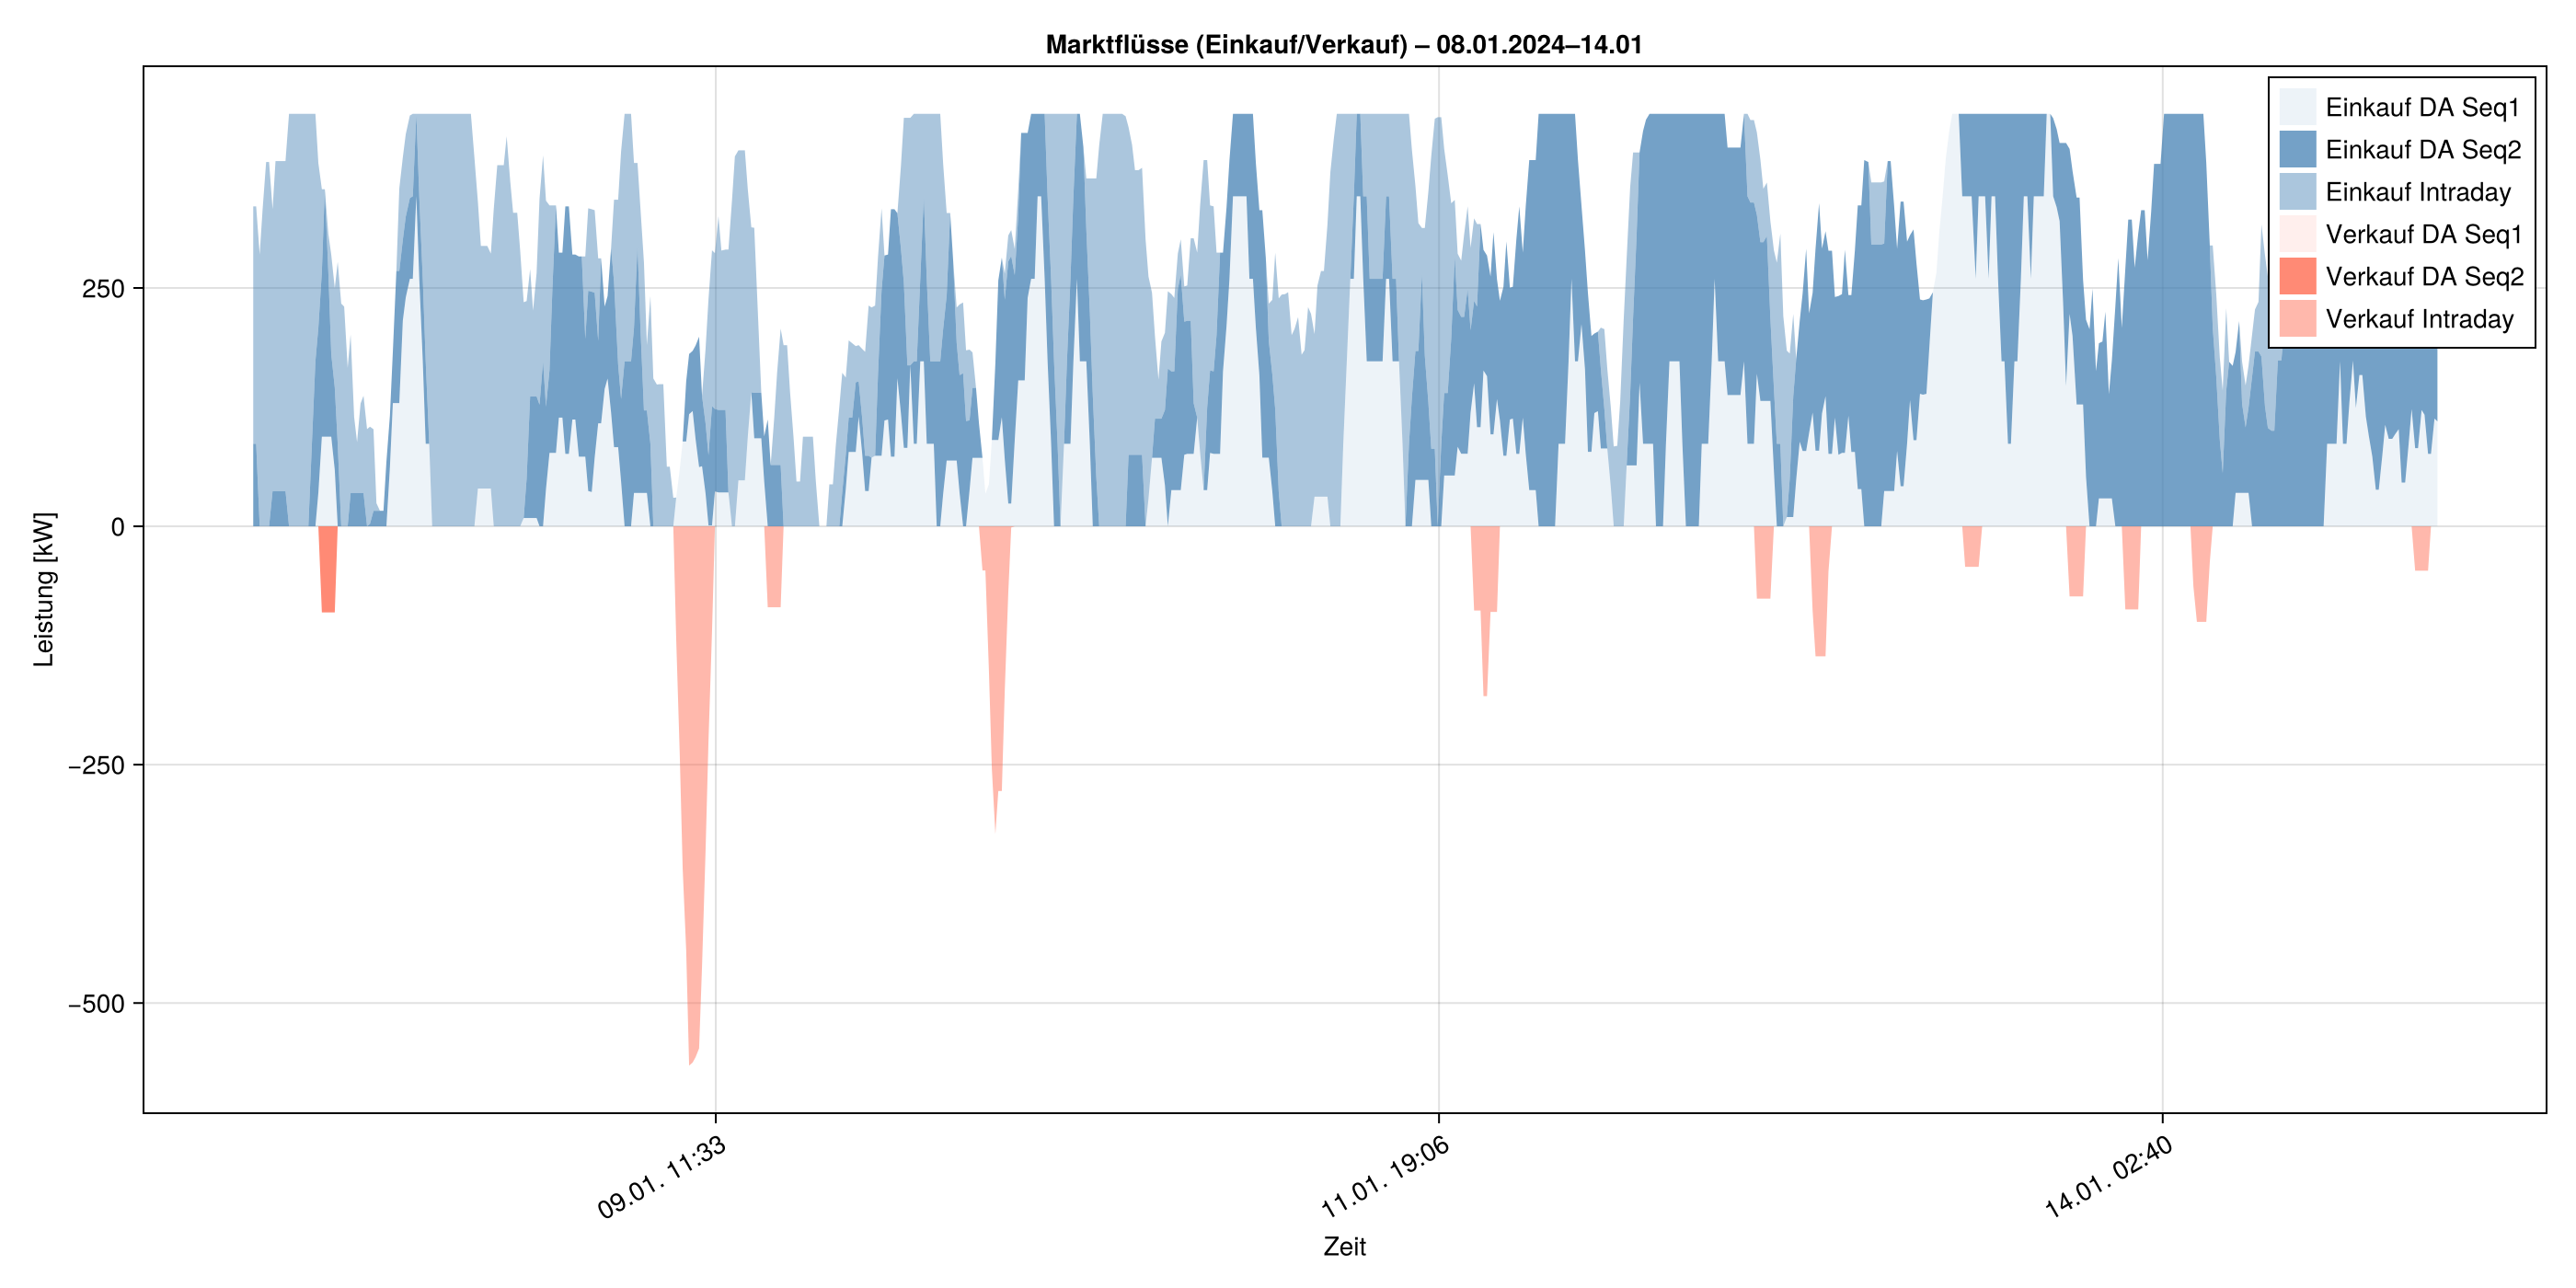 Marktflüsse (Einkauf/Verkauf) – 08.01.2024–14.01
Einkauf DA Seq1
Einkauf DA Seq2
Einkauf Intraday
Verkauf DA Seq1
Verkauf DA Seq2
Verkauf Intraday
Leistung [kW]
250
0
−250
−500
09.01. 11:33
11.01. 19:06
14.01. 02:40
Zeit